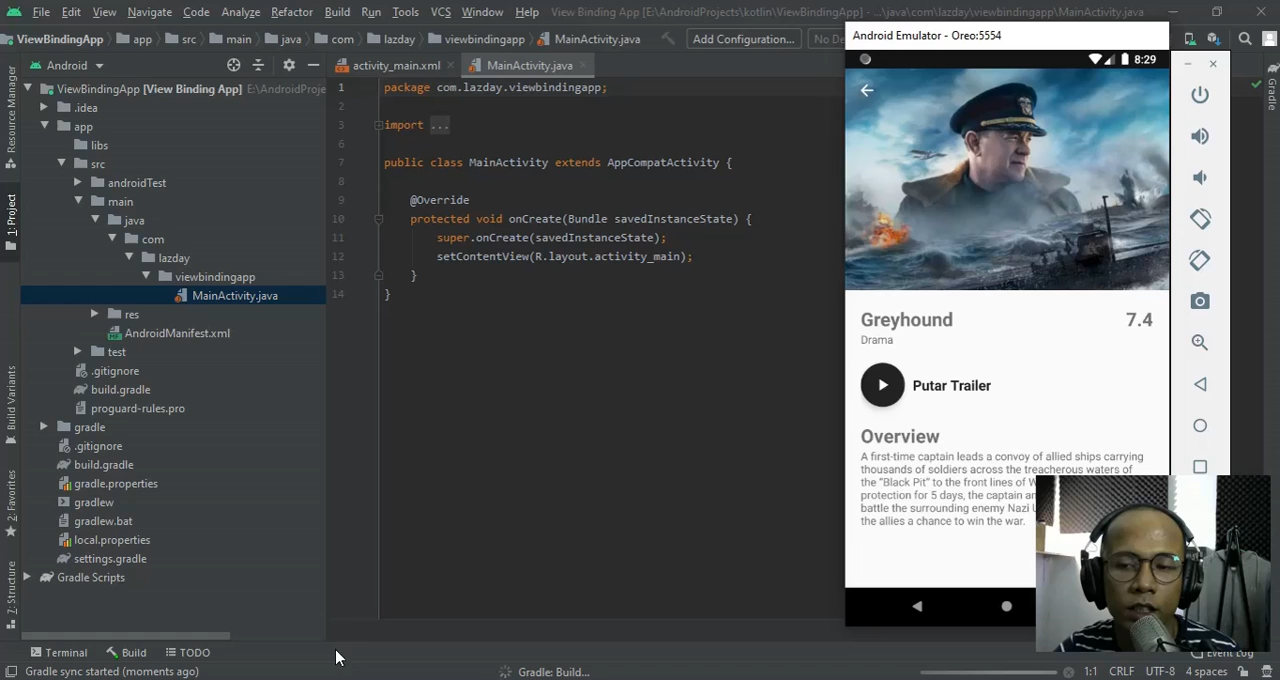 File Edit View Navigate Code Analyze Refactor Build Run Tools VCS Window Help View Binding App [E:\AndroidProjects\kotlin\ViewBindingApp] - ...\java\com\lazday\viewbindingapp\MainActivity.java
ViewBindingApp app src main java com lazday viewbindingapp MainActivity.java Add Configuration... No De
Android
activity_main.xml MainActivity.java
Resource Manager
1: Project
Build Variants
2: Favorites
7: Structure
ViewBindingApp [View Binding App] E:\AndroidProje
.idea
app
libs
src
androidTest
main
java
com
lazday
viewbindingapp
MainActivity.java
res
AndroidManifest.xml
test
.gitignore
build.gradle
proguard-rules.pro
gradle
.gitignore
build.gradle
gradle.properties
gradlew
gradlew.bat
local.properties
settings.gradle
Gradle Scripts
1 package com.lazday.viewbindingapp;
2
3 import ...
6
7 public class MainActivity extends AppCompatActivity {
8
9 @Override
10 protected void onCreate(Bundle savedInstanceState) {
11 super.onCreate(savedInstanceState);
12 setContentView(R.layout.activity_main);
13 }
14 }
Android Emulator - Oreo:5554
8:29
Greyhound 7.4
Drama
Putar Trailer
Overview
A first-time captain leads a convoy of allied ships carrying
thousands of soldiers across the treacherous waters of
the "Black Pit" to the front lines of W
protection for 5 days, the captain an
battle the surrounding enemy Nazi U
the allies a chance to win the war.
Gradle
Terminal Build TODO Event Log
Gradle sync started (moments ago) Gradle: Build... 1:1 CRLF UTF-8 4 spaces